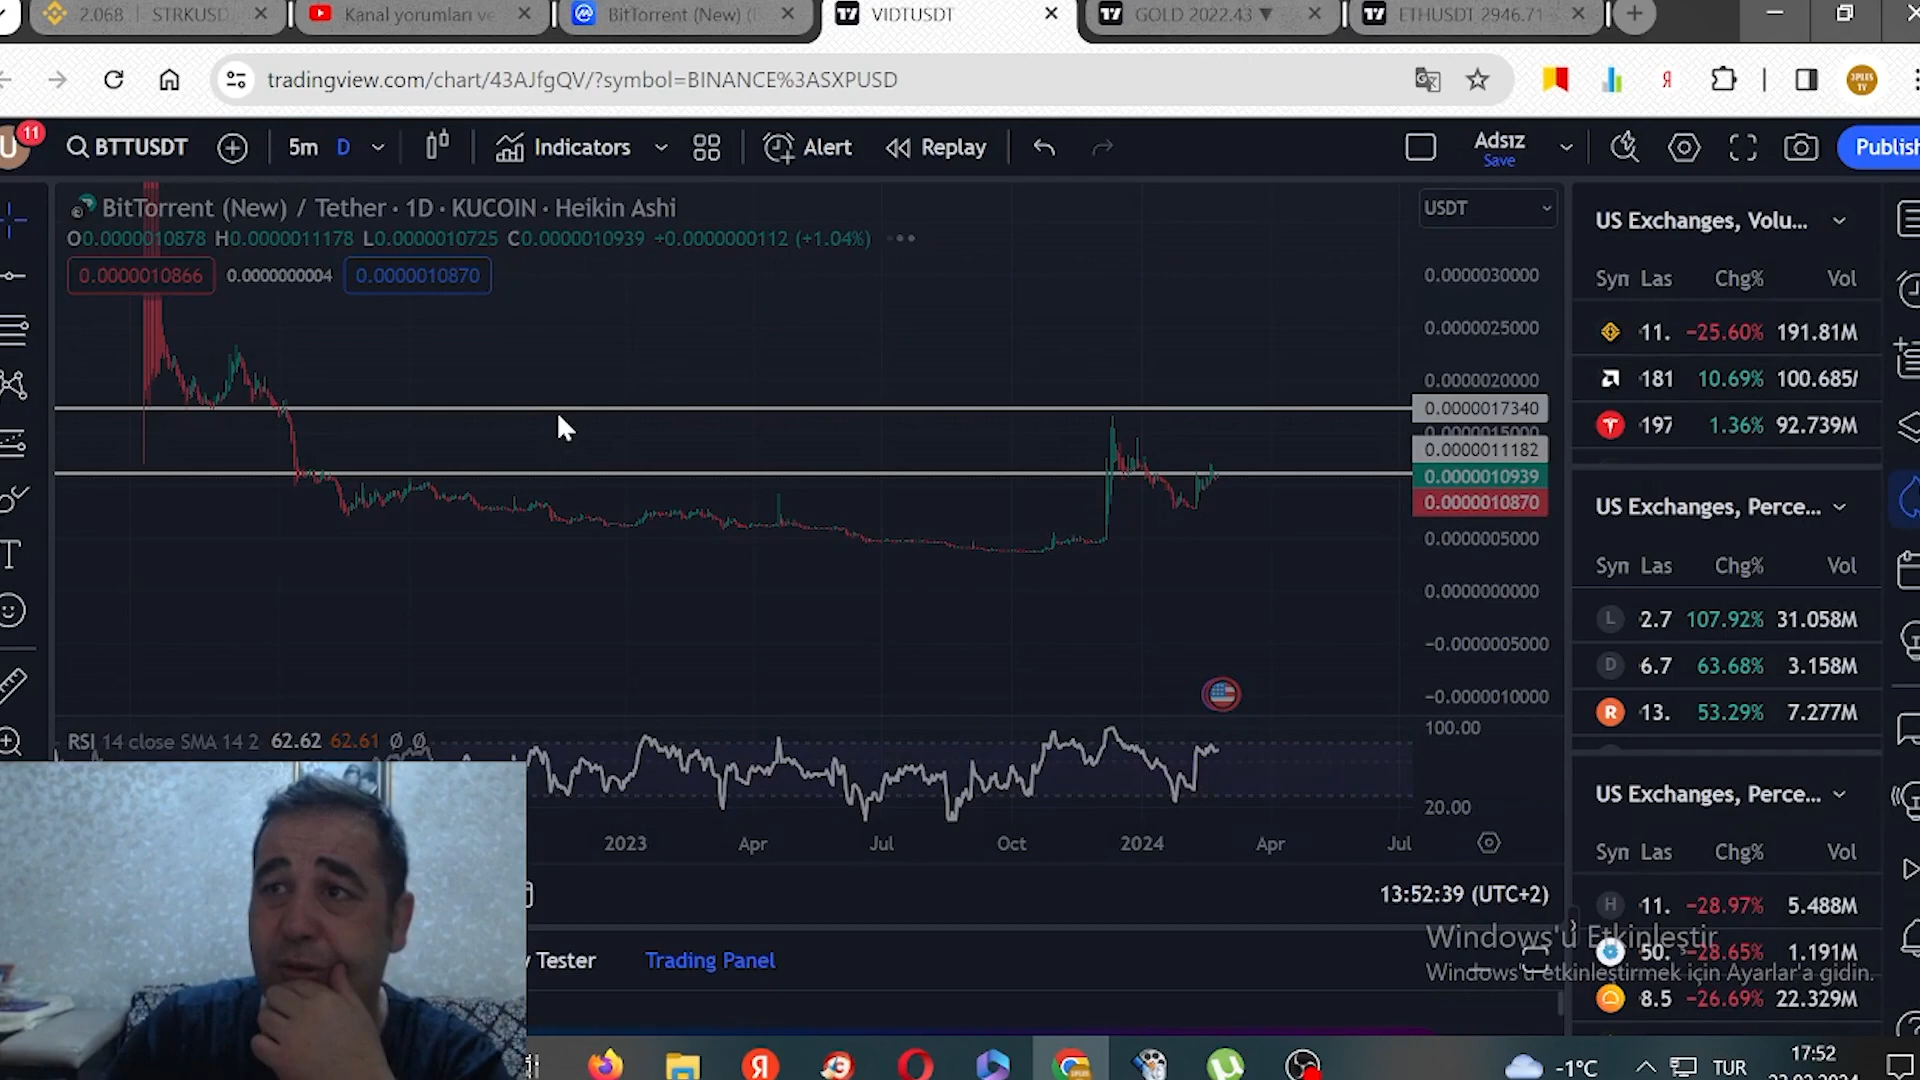 2.068 | STRKUSD
Kanal yorumları ve
BitTorrent (New) (
VIDTUSDT
GOLD 2022.43 ▼
ETHUSDT 2946.71
tradingview.com/chart/43AJfgQV/?symbol=BINANCE%3ASXPUSD
11
BTTUSDT
5m
D
Indicators
Alert
Replay
Adsız
Save
Publish
BitTorrent (New) / Tether · 1D · KUCOIN · Heikin Ashi
O0.0000010878 H0.0000011178 L0.0000010725 C0.0000010939 +0.0000000112 (+1.04%)
0.0000010866
0.0000000004
0.0000010870
USDT
0.0000030000
0.0000025000
0.0000020000
0.0000017340
0.0000015000
0.0000011182
0.0000010939
0.0000010870
0.0000005000
0.0000000000
−0.0000005000
−0.0000010000
RSI 14 close SMA 14 2 62.62 62.61 Ø Ø
100.00
20.00
2023
Apr
Jul
Oct
2024
Apr
Jul
13:52:39 (UTC+2)
Tester
Trading Panel
US Exchanges, Volu...
Syn Las Chg% Vol
11. −25.60% 191.81M
181 10.69% 100.685
197 1.36% 92.739M
US Exchanges, Perce...
Syn Las Chg% Vol
L 2.7 107.92% 31.058M
D 6.7 63.68% 3.158M
R 13. 53.29% 7.277M
US Exchanges, Perce...
Syn Las Chg% Vol
H 11. −28.97% 5.488M
50. −28.65% 1.191M
8.5 −26.69% 22.329M
Windows'u Etkinleştir
Windows'u etkinleştirmek için Ayarlar'a gidin.
-1°C
TUR
17:52